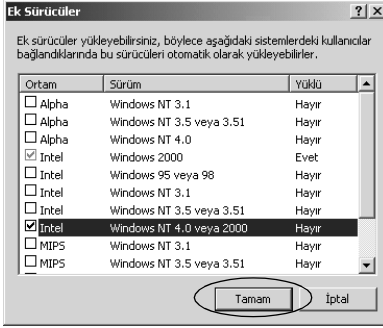 Ek Sürücüler
Ek sürücüler yükleyebilirsiniz, böylece aşağıdaki sistemlerdeki kullanıcılar
bağlandıklarında bu sürücüleri otomatik olarak yükleyebilirler.
Ortam Sürüm Yüklü
Alpha Windows NT 3.1 Hayır
Alpha Windows NT 3.5 veya 3.51 Hayır
Alpha Windows NT 4.0 Hayır
Intel Windows 2000 Evet
Intel Windows 95 veya 98 Hayır
Intel Windows NT 3.1 Hayır
Intel Windows NT 3.5 veya 3.51 Hayır
Intel Windows NT 4.0 veya 2000 Hayır
MIPS Windows NT 3.1 Hayır
MIPS Windows NT 3.5 veya 3.51 Hayır
Tamam İptal